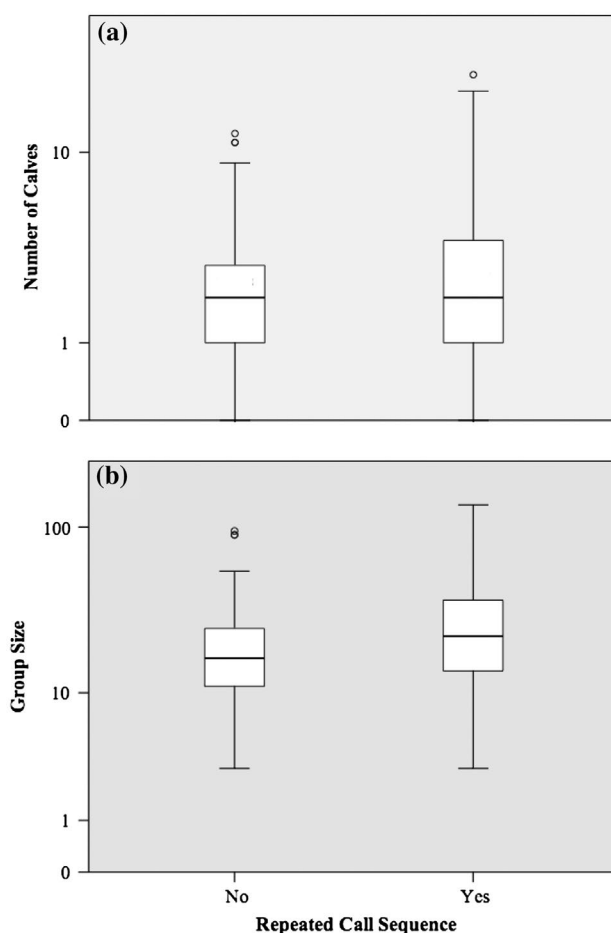 (a)
Number of Calves
10
1
0
(b)
Group Size
100
10
1
0
No Yes
Repeated Call Sequence